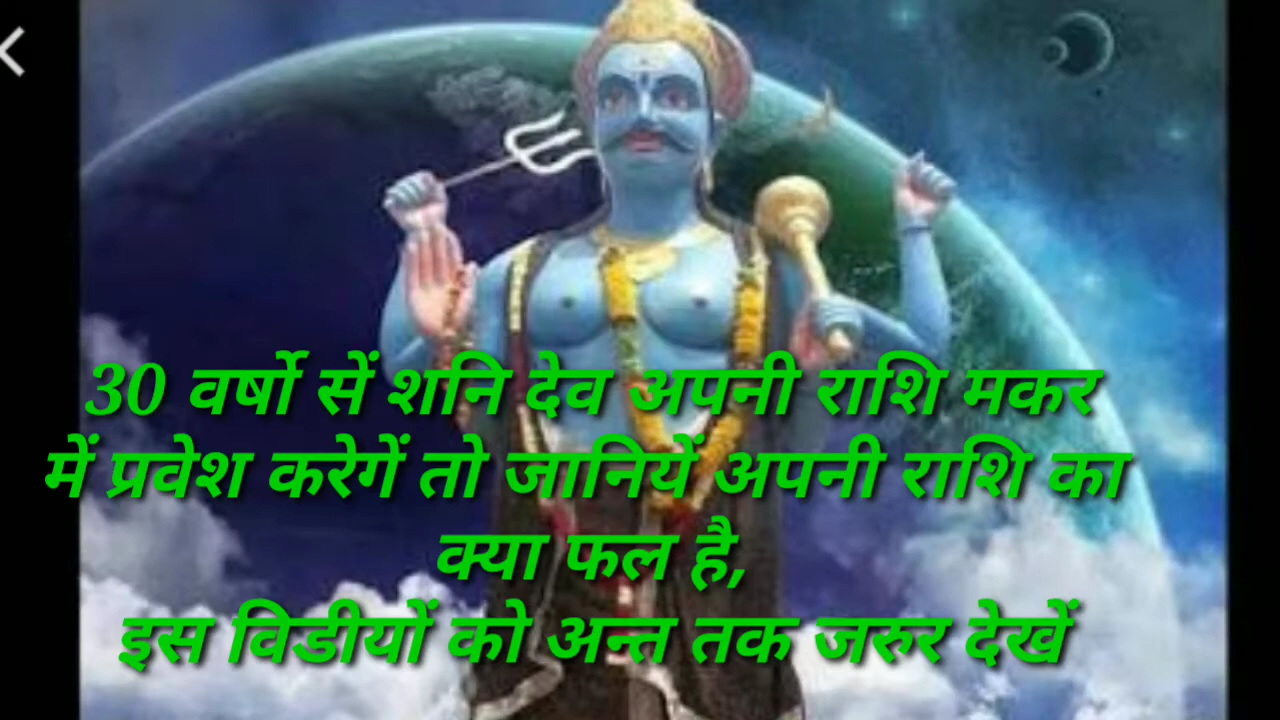 30 वर्षो सें शनि देव अपनी राशि मकर
में प्रवेश करेगें तो जानियें अपनी राशि का
क्या फल है,
इस विडीयों को अन्त तक जरुर देखें